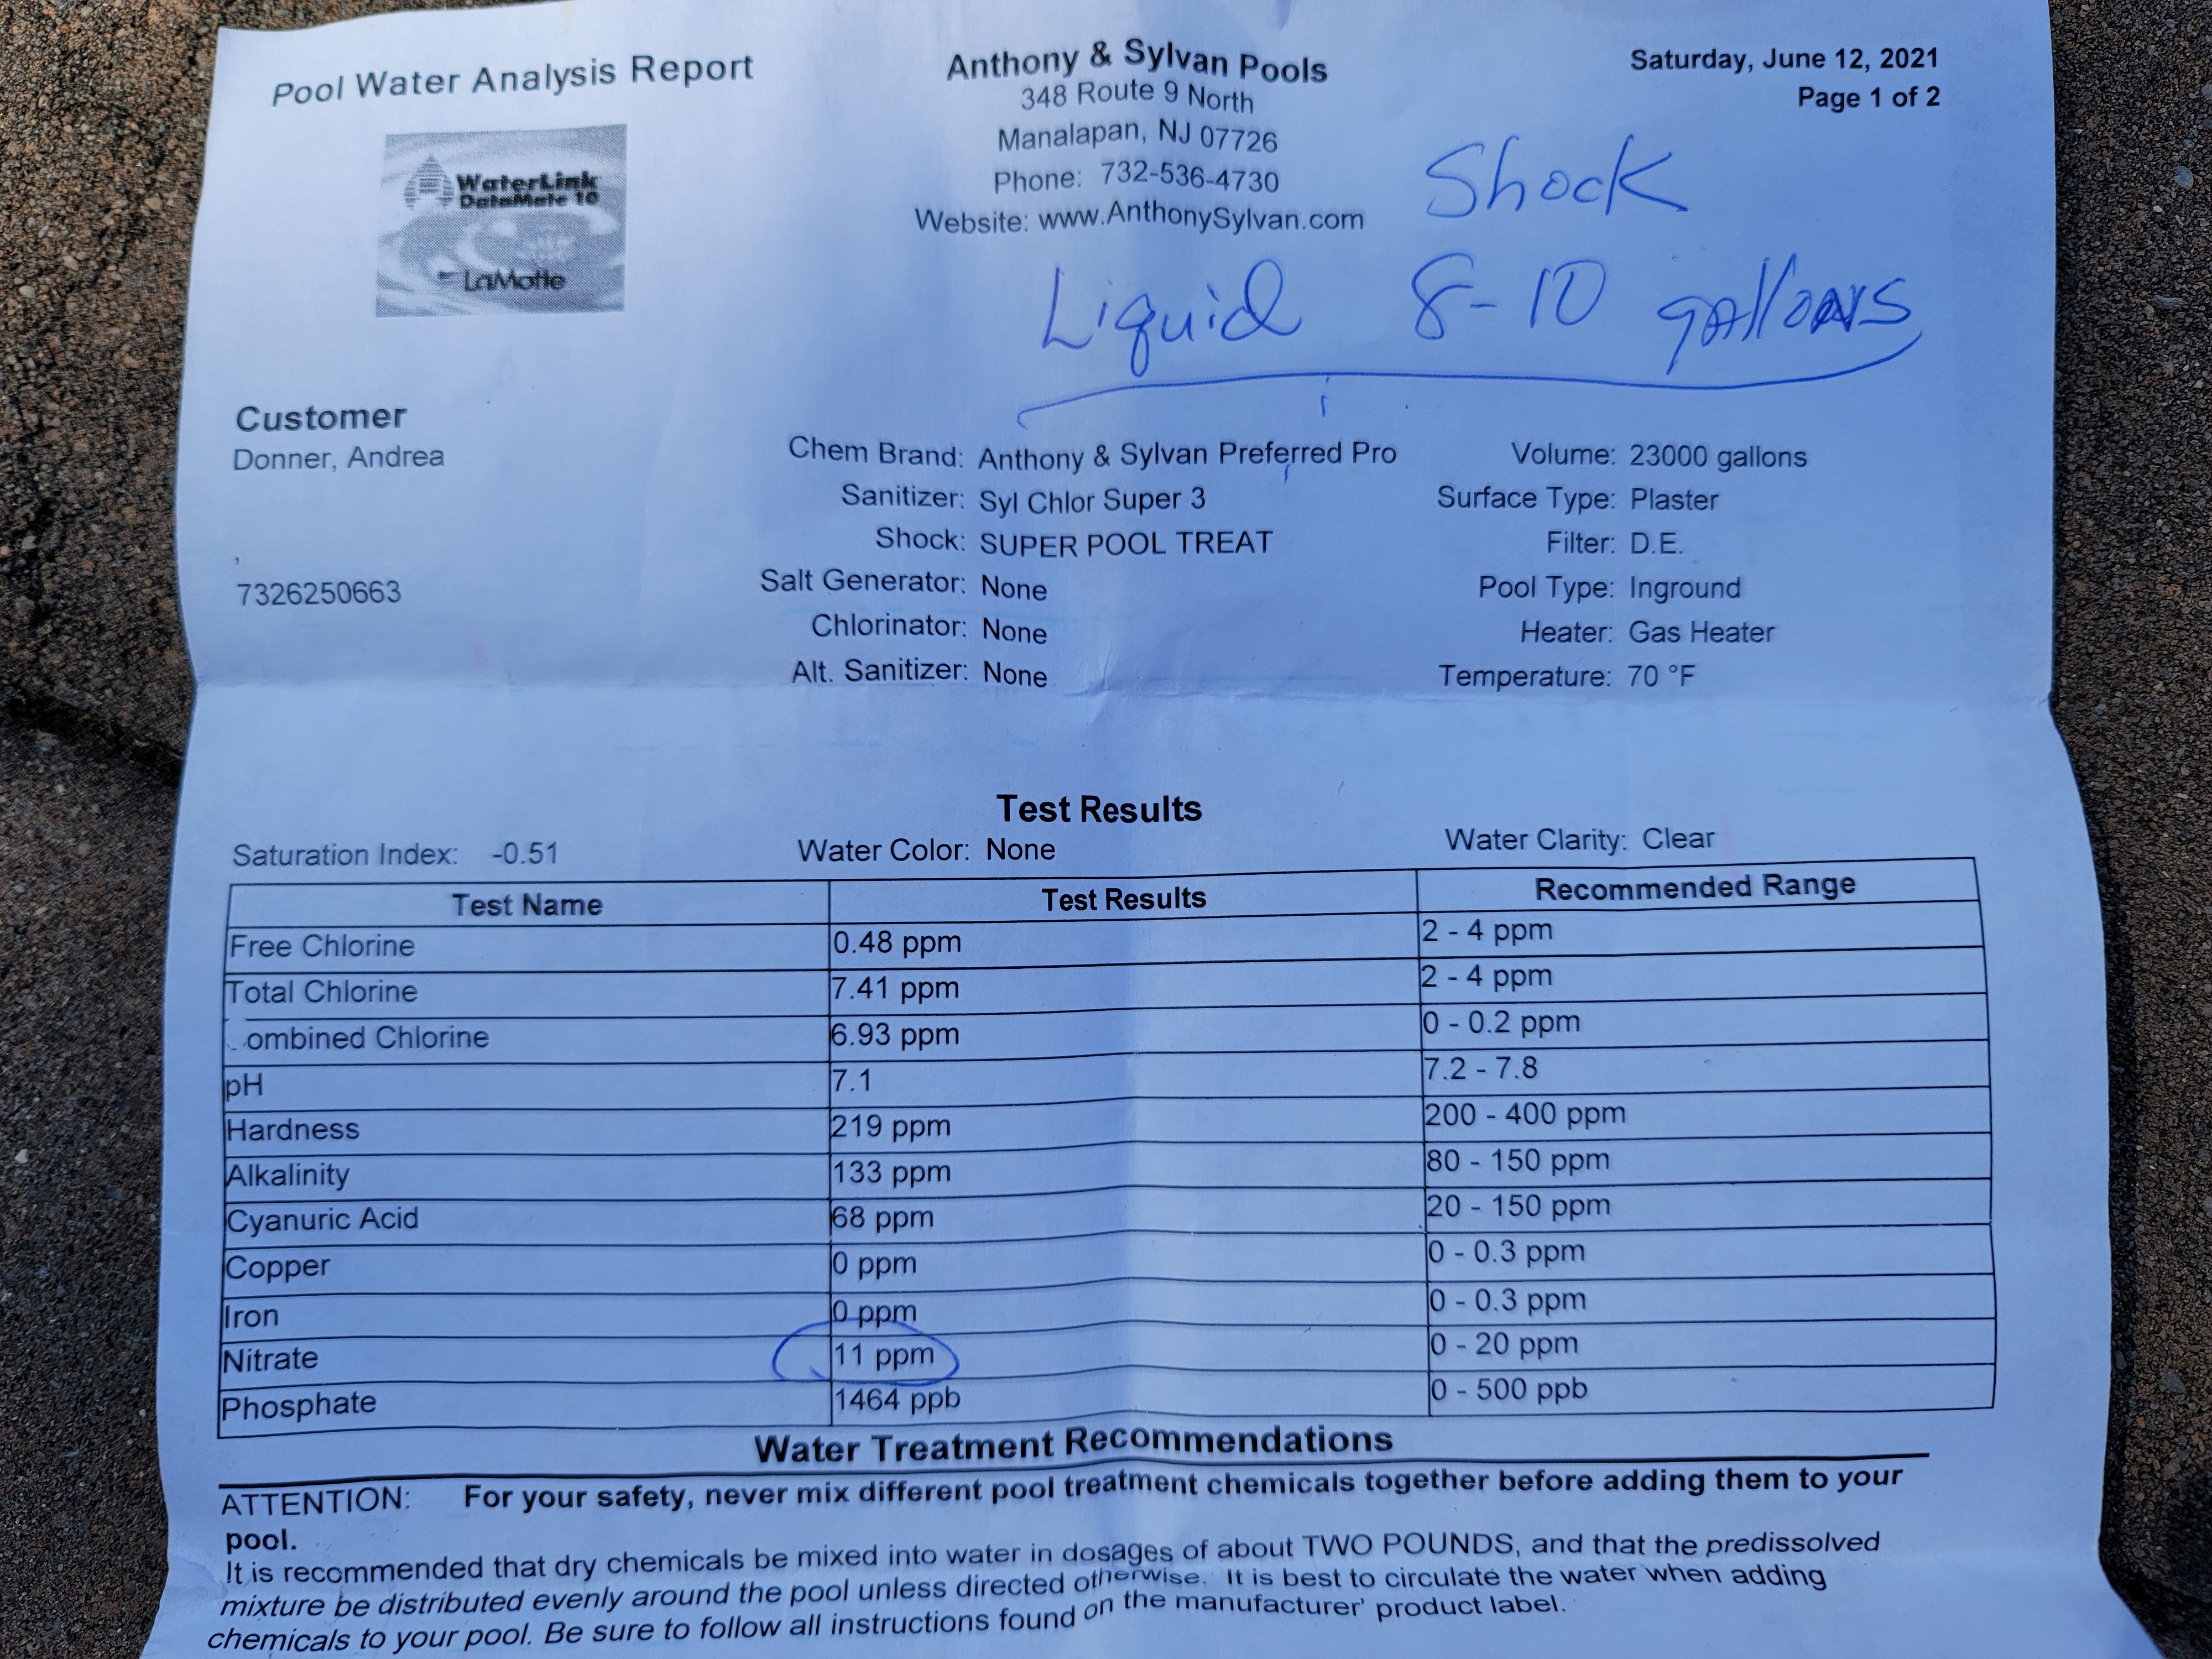 Pool Water Analysis Report
WaterLink
DataMate 10
LaMotte
Anthony & Sylvan Pools
348 Route 9 North
Manalapan, NJ 07726
Phone: 732-536-4730
Website: www.AnthonySylvan.com
Saturday, June 12, 2021
Page 1 of 2
Shock
Liquid 8-10 gallons
Customer
Donner, Andrea
,
7326250663
Chem Brand: Anthony & Sylvan Preferred Pro
Sanitizer: Syl Chlor Super 3
Shock: SUPER POOL TREAT
Salt Generator: None
Chlorinator: None
Alt. Sanitizer: None
Volume: 23000 gallons
Surface Type: Plaster
Filter: D.E.
Pool Type: Inground
Heater: Gas Heater
Temperature: 70 °F
Test Results
Saturation Index: -0.51 Water Color: None Water Clarity: Clear
Test Name Test Results Recommended Range
Free Chlorine 0.48 ppm 2 - 4 ppm
Total Chlorine 7.41 ppm 2 - 4 ppm
ombined Chlorine 6.93 ppm 0 - 0.2 ppm
pH 7.1 7.2 - 7.8
Hardness 219 ppm 200 - 400 ppm
Alkalinity 133 ppm 80 - 150 ppm
Cyanuric Acid 68 ppm 20 - 150 ppm
Copper 0 ppm 0 - 0.3 ppm
Iron 0 ppm 0 - 0.3 ppm
Nitrate 11 ppm 0 - 20 ppm
Phosphate 1464 ppb 0 - 500 ppb
Water Treatment Recommendations
ATTENTION: For your safety, never mix different pool treatment chemicals together before adding them to your
pool.
It is recommended that dry chemicals be mixed into water in dosages of about TWO POUNDS, and that the predissolved
mixture be distributed evenly around the pool unless directed otherwise. It is best to circulate the water when adding
chemicals to your pool. Be sure to follow all instructions found on the manufacturer' product label.